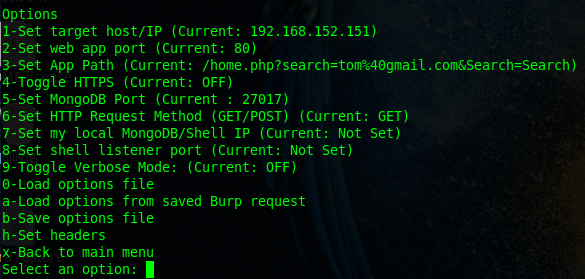 Options
1-Set target host/IP (Current: 192.168.152.151)
2-Set web app port (Current: 80)
3-Set App Path (Current: /home.php?search=tom%40gmail.com&Search=Search)
4-Toggle HTTPS (Current: OFF)
5-Set MongoDB Port (Current : 27017)
6-Set HTTP Request Method (GET/POST) (Current: GET)
7-Set my local MongoDB/Shell IP (Current: Not Set)
8-Set shell listener port (Current: Not Set)
9-Toggle Verbose Mode: (Current: OFF)
0-Load options file
a-Load options from saved Burp request
b-Save options file
h-Set headers
x-Back to main menu
Select an option: